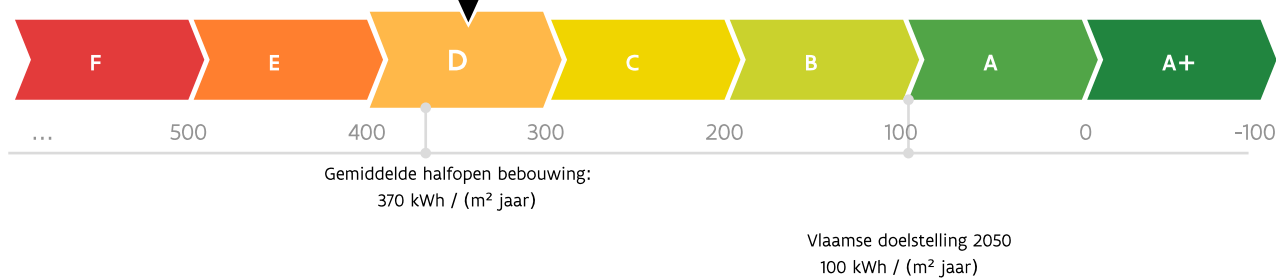 F E D C B A A+
... 500 400 300 200 100 0 -100
Gemiddelde halfopen bebouwing:
370 kWh / (m² jaar)
Vlaamse doelstelling 2050
100 kWh / (m² jaar)